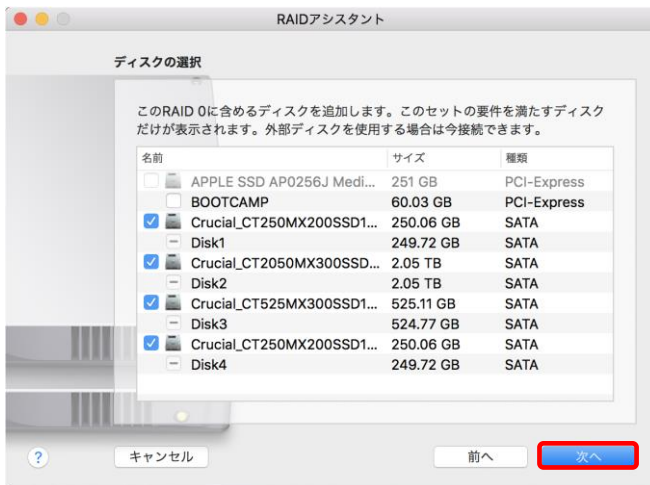 RAIDアシスタント
ディスクの選択
このRAID 0に含めるディスクを追加します。このセットの要件を満たすディスク
だけが表示されます。外部ディスクを使用する場合は今接続できます。
名前 サイズ 種類
APPLE SSD AP0256J Medi... 251 GB PCI-Express
BOOTCAMP 60.03 GB PCI-Express
Crucial_CT250MX200SSD1... 250.06 GB SATA
Disk1 249.72 GB SATA
Crucial_CT2050MX300SSD... 2.05 TB SATA
Disk2 2.05 TB SATA
Crucial_CT525MX300SSD1... 525.11 GB SATA
Disk3 524.77 GB SATA
Crucial_CT250MX200SSD1... 250.06 GB SATA
Disk4 249.72 GB SATA
? キャンセル 前へ 次へ